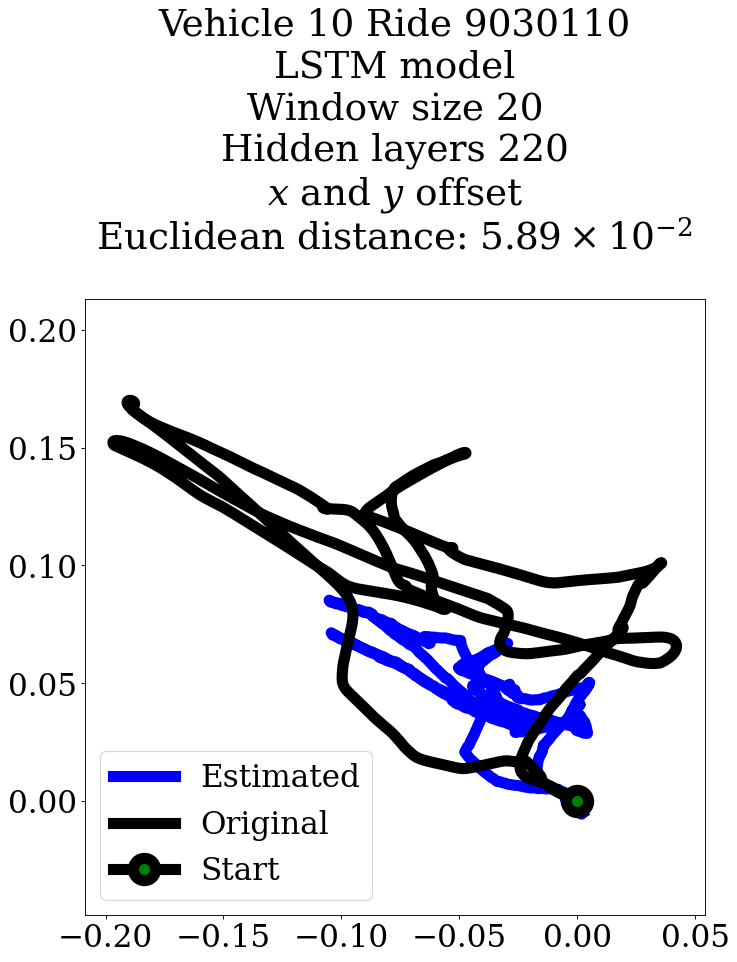 Vehicle 10 Ride 9030110
LSTM model
Window size 20
Hidden layers 220
x and y offset
Euclidean distance: 5.89 × 10⁻²
0.20
0.15
0.10
0.05
0.00
Estimated
Original
Start
−0.20 −0.15 −0.10 −0.05 0.00 0.05